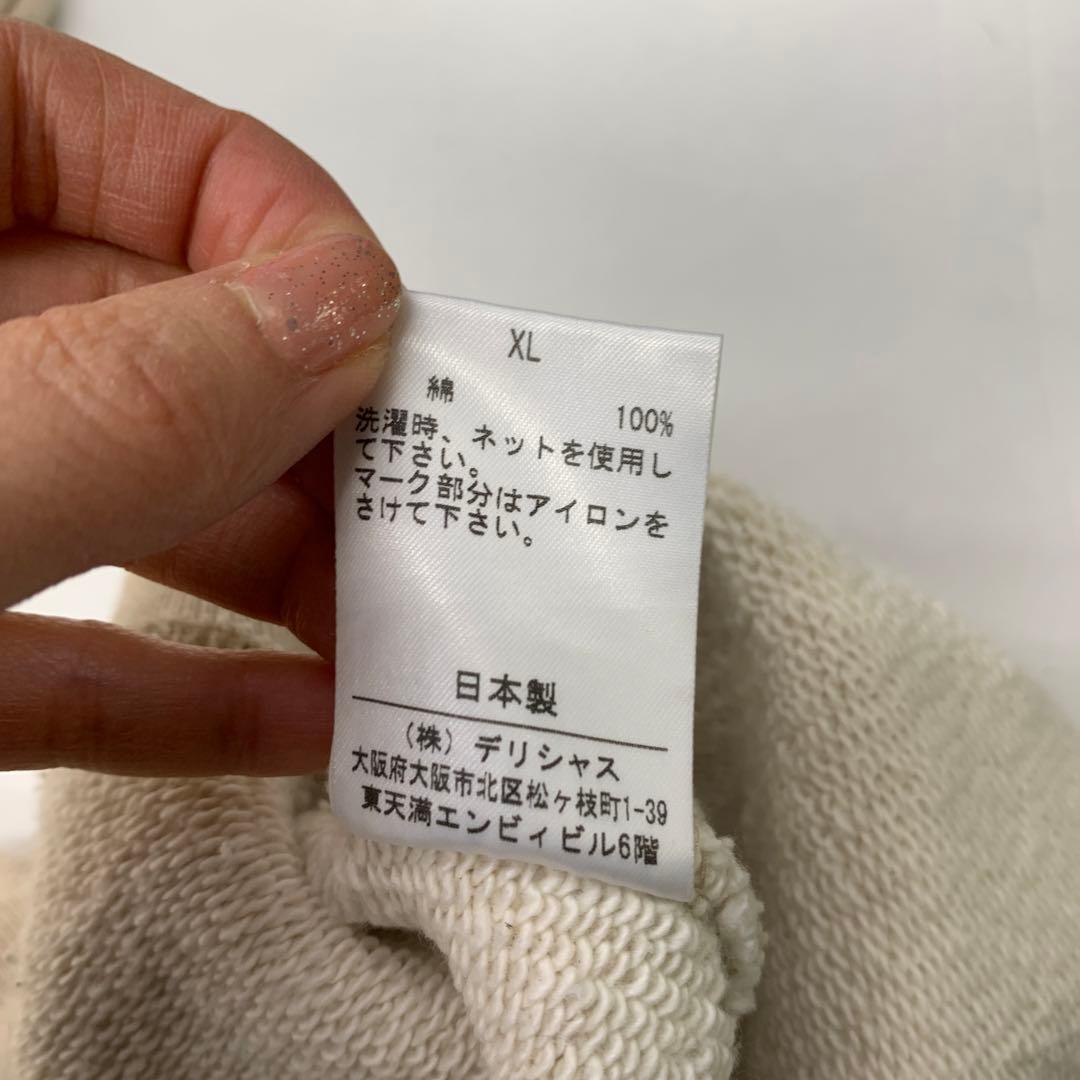 XL
綿 100%
洗濯時、ネットを使用し
て下さい。
マーク部分はアイロンを
さけて下さい。
日本製
(株) デリシャス
大阪府大阪市北区松ヶ枝町1-39
東天満エンビィビル6階